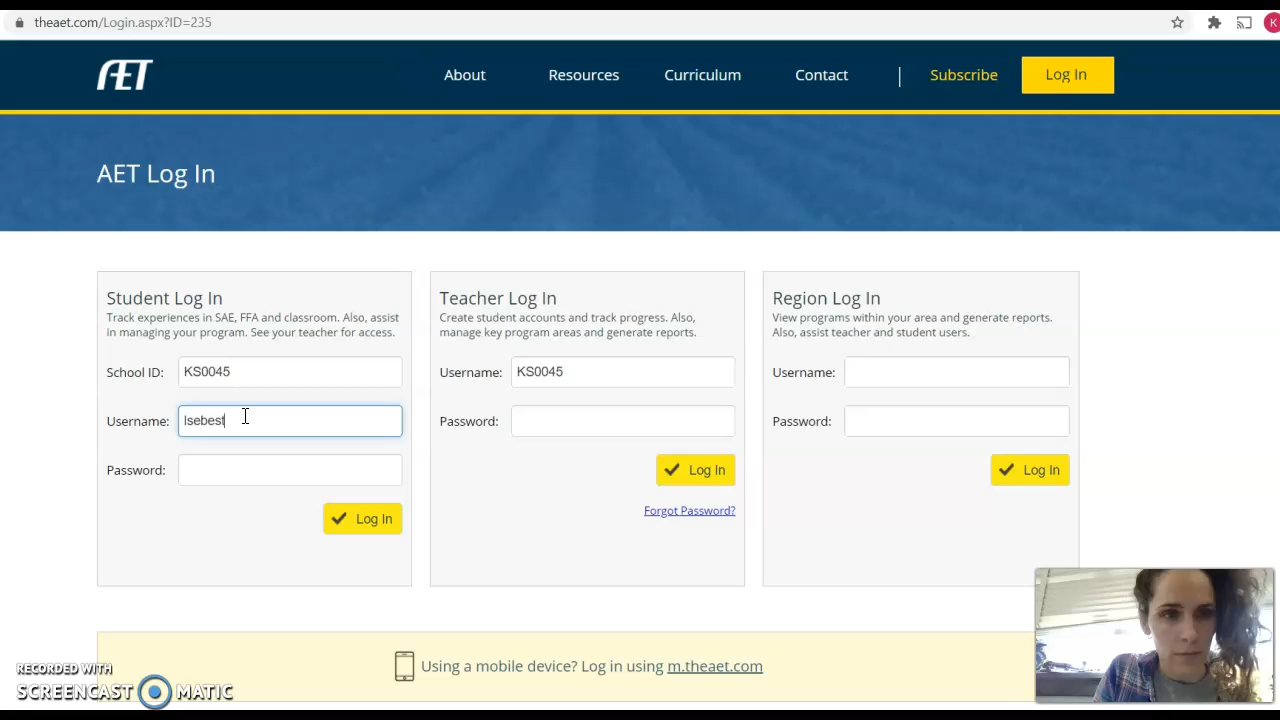 theaet.com/Login.aspx?ID=235
K
AET
About
Resources
Curriculum
Contact
Subscribe
Log In
AET Log In
Student Log In
Track experiences in SAE, FFA and classroom. Also, assist
in managing your program. See your teacher for access.
School ID:
KS0045
Username:
lsebest
Password:
Log In
Teacher Log In
Create student accounts and track progress. Also,
manage key program areas and generate reports.
Username:
KS0045
Password:
Log In
Forgot Password?
Region Log In
View programs within your area and generate reports.
Also, assist teacher and student users.
Username:
Password:
Log In
Using a mobile device? Log in using m.theaet.com
RECORDED WITH
SCREENCAST MATIC